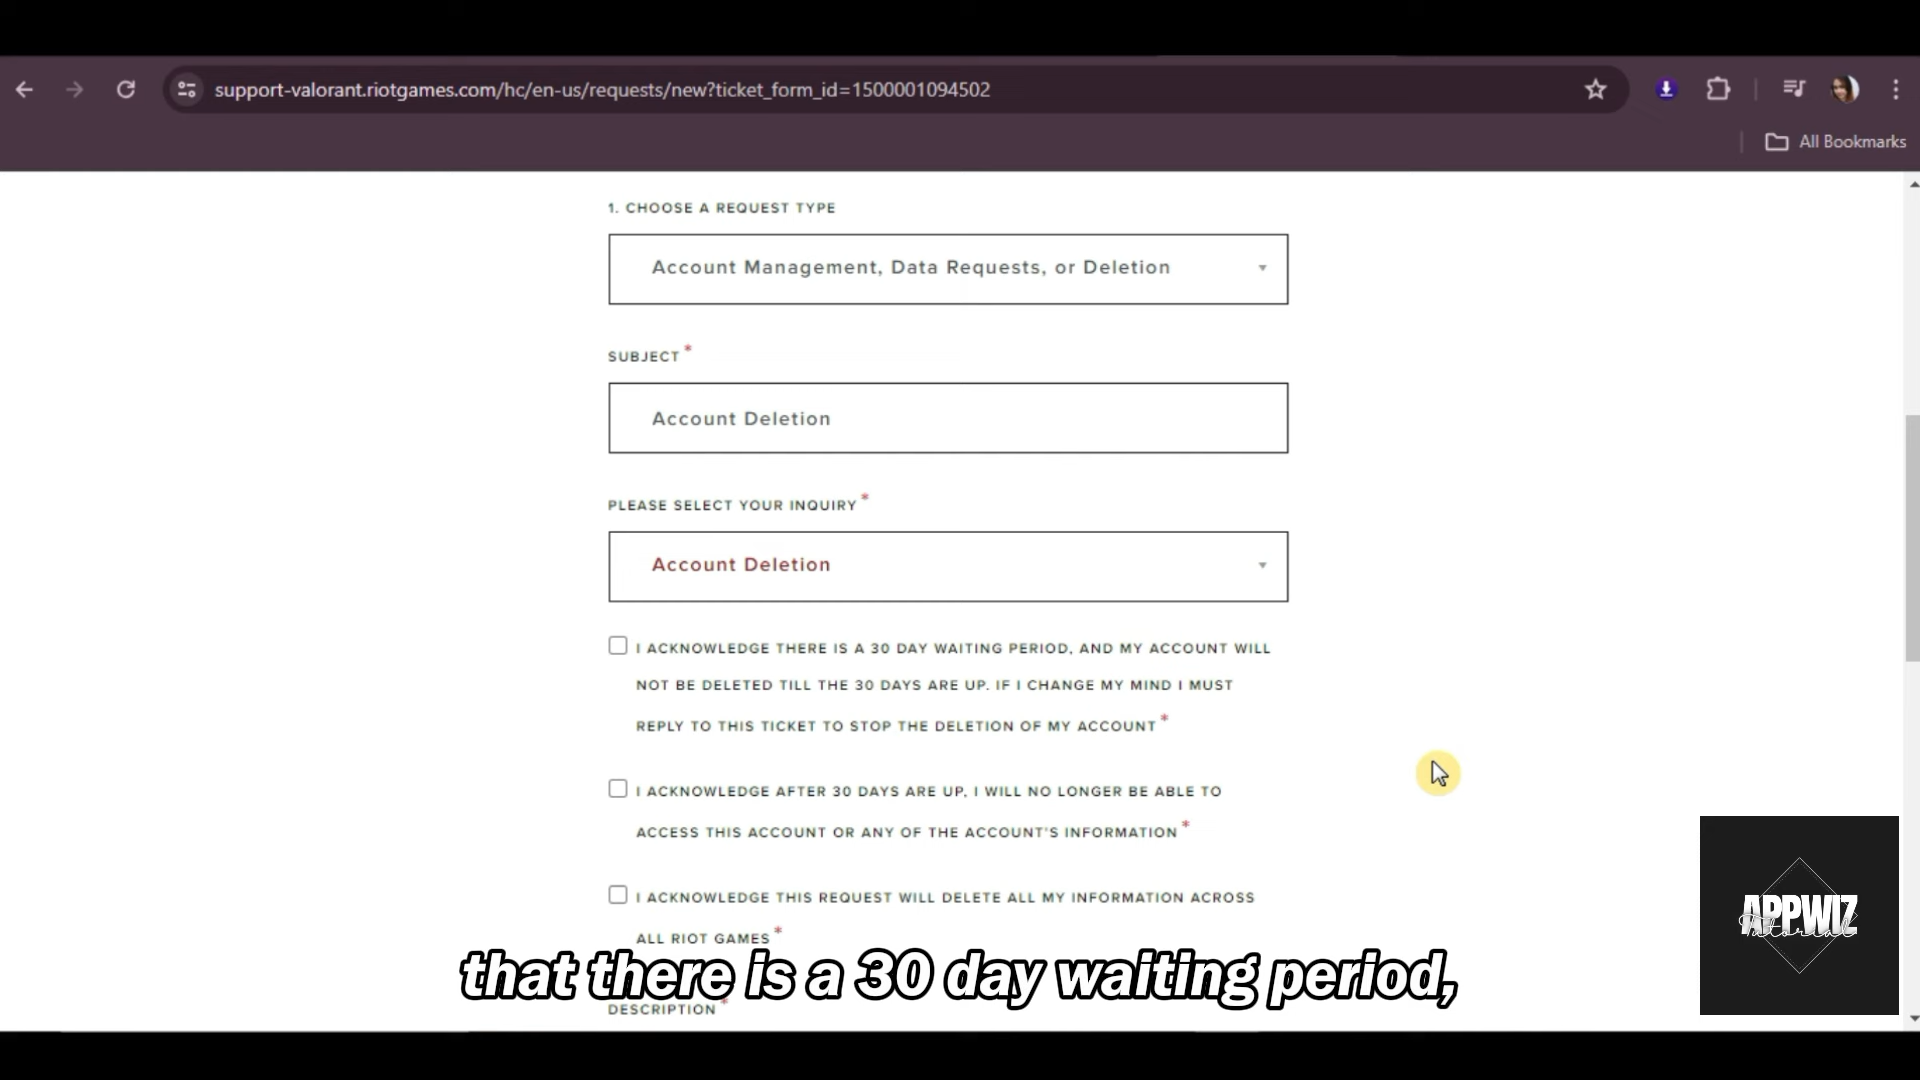 support-valorant.riotgames.com/hc/en-us/requests/new?ticket_form_id=1500001094502
All Bookmarks
1. CHOOSE A REQUEST TYPE
Account Management, Data Requests, or Deletion
SUBJECT *
Account Deletion
PLEASE SELECT YOUR INQUIRY *
Account Deletion
I ACKNOWLEDGE THERE IS A 30 DAY WAITING PERIOD, AND MY ACCOUNT WILL
NOT BE DELETED TILL THE 30 DAYS ARE UP. IF I CHANGE MY MIND I MUST
REPLY TO THIS TICKET TO STOP THE DELETION OF MY ACCOUNT *
I ACKNOWLEDGE AFTER 30 DAYS ARE UP, I WILL NO LONGER BE ABLE TO
ACCESS THIS ACCOUNT OR ANY OF THE ACCOUNT'S INFORMATION *
I ACKNOWLEDGE THIS REQUEST WILL DELETE ALL MY INFORMATION ACROSS
ALL RIOT GAMES *
that there is a 30 day waiting period,
DESCRIPTION *
APPWIZ
Tutorial